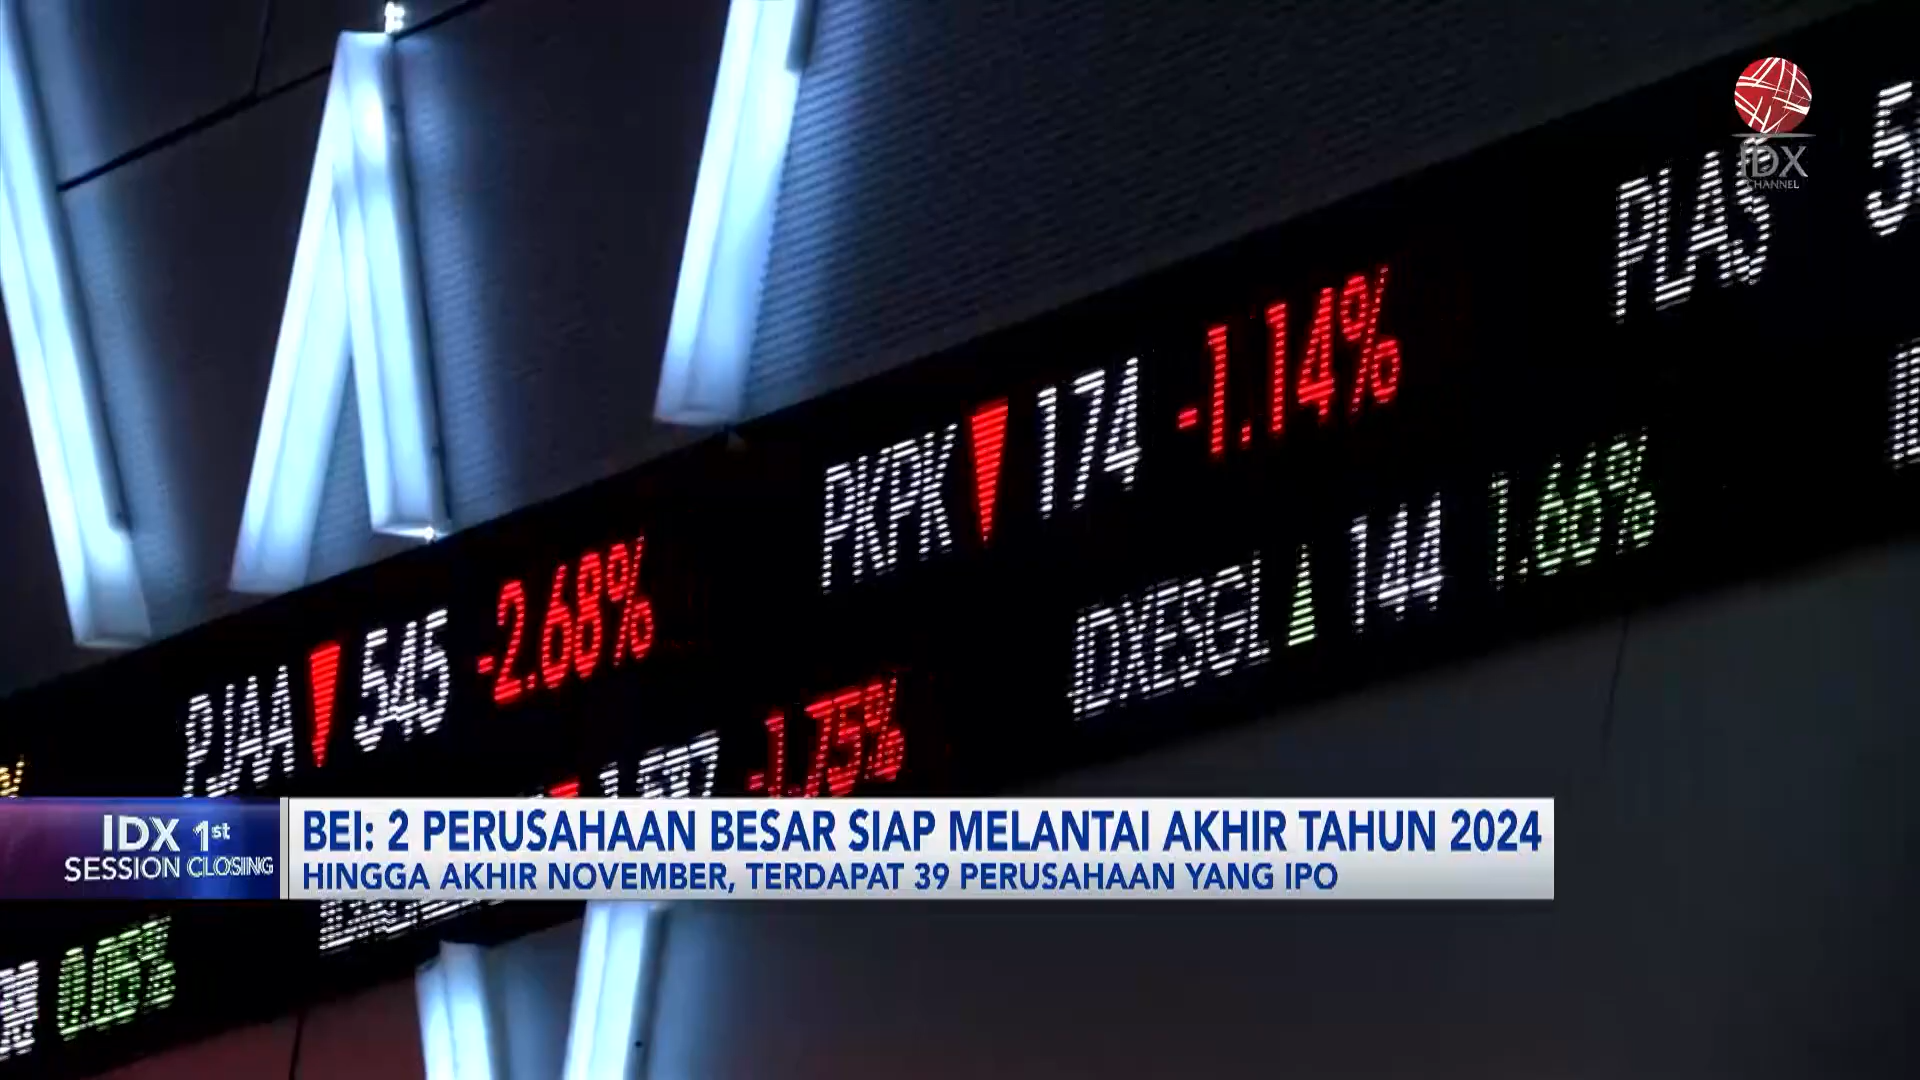 IDX
CHANNEL
PLAS
PKPK 174 -1.14%
IDXESGL 144 1.66%
PJAA 545 -2.68%
-1.75%
IDX 1st
SESSION CLOSING
BEI: 2 PERUSAHAAN BESAR SIAP MELANTAI AKHIR TAHUN 2024
HINGGA AKHIR NOVEMBER, TERDAPAT 39 PERUSAHAAN YANG IPO